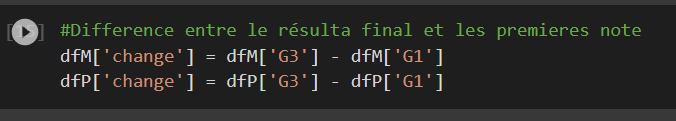 #Difference entre le résulta final et les premieres note
dfM['change'] = dfM['G3'] - dfM['G1']
dfP['change'] = dfP['G3'] - dfP['G1']